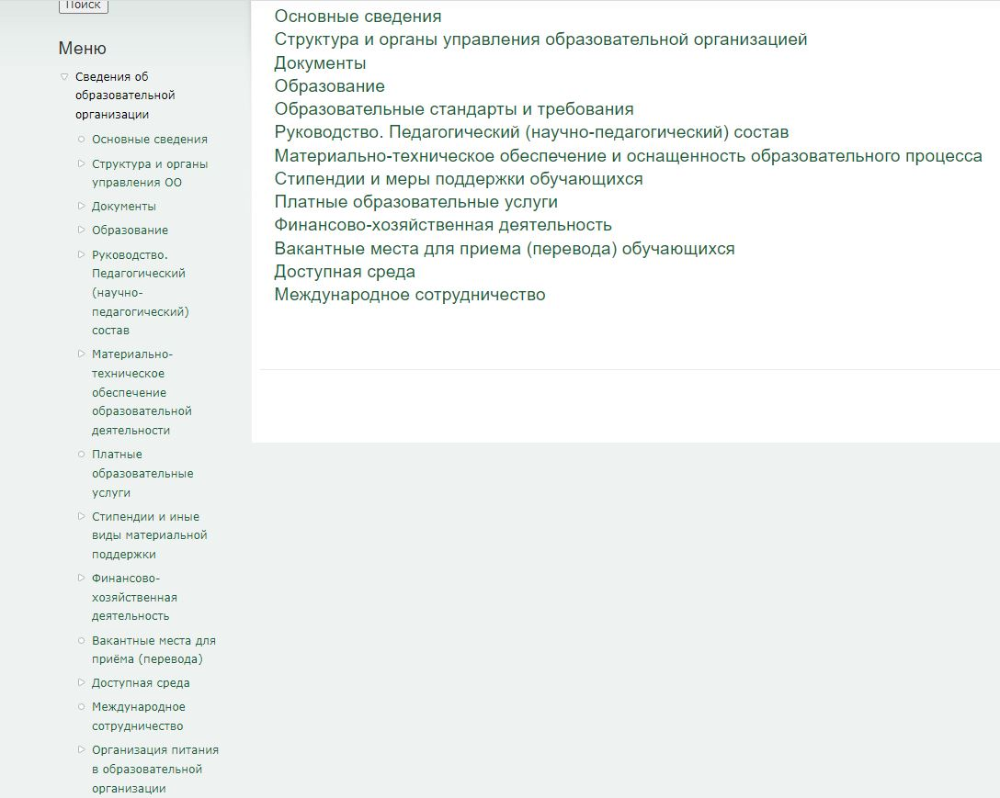 Поиск
Меню
Сведения об
образовательной
организации
Основные сведения
Структура и органы
управления ОО
Документы
Образование
Руководство.
Педагогический
(научно-
педагогический)
состав
Материально-
техническое
обеспечение
образовательной
деятельности
Платные
образовательные
услуги
Стипендии и иные
виды материальной
поддержки
Финансово-
хозяйственная
деятельность
Вакантные места для
приёма (перевода)
Доступная среда
Международное
сотрудничество
Организация питания
в образовательной
организации
Основные сведения
Структура и органы управления образовательной организацией
Документы
Образование
Образовательные стандарты и требования
Руководство. Педагогический (научно-педагогический) состав
Материально-техническое обеспечение и оснащенность образовательного процесса
Стипендии и меры поддержки обучающихся
Платные образовательные услуги
Финансово-хозяйственная деятельность
Вакантные места для приема (перевода) обучающихся
Доступная среда
Международное сотрудничество